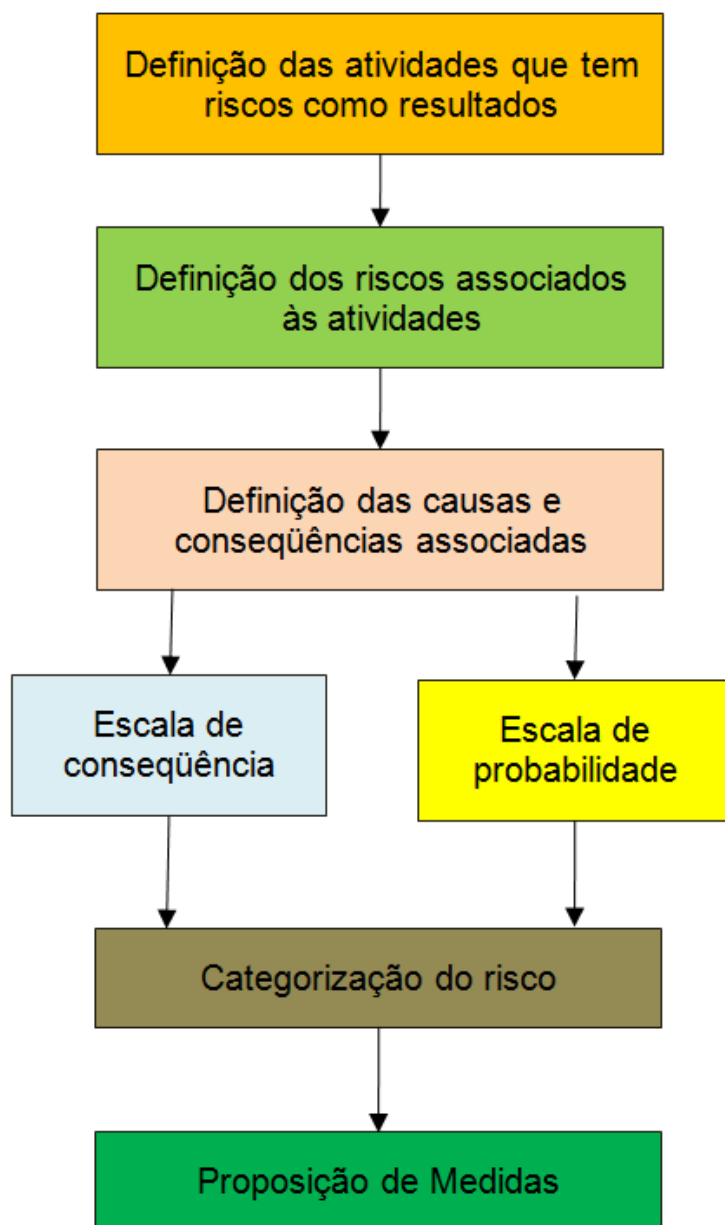 Definição das atividades que tem
riscos como resultados
Definição dos riscos associados
às atividades
Definição das causas e
conseqüências associadas
Escala de
conseqüência
Escala de
probabilidade
Categorização do risco
Proposição de Medidas